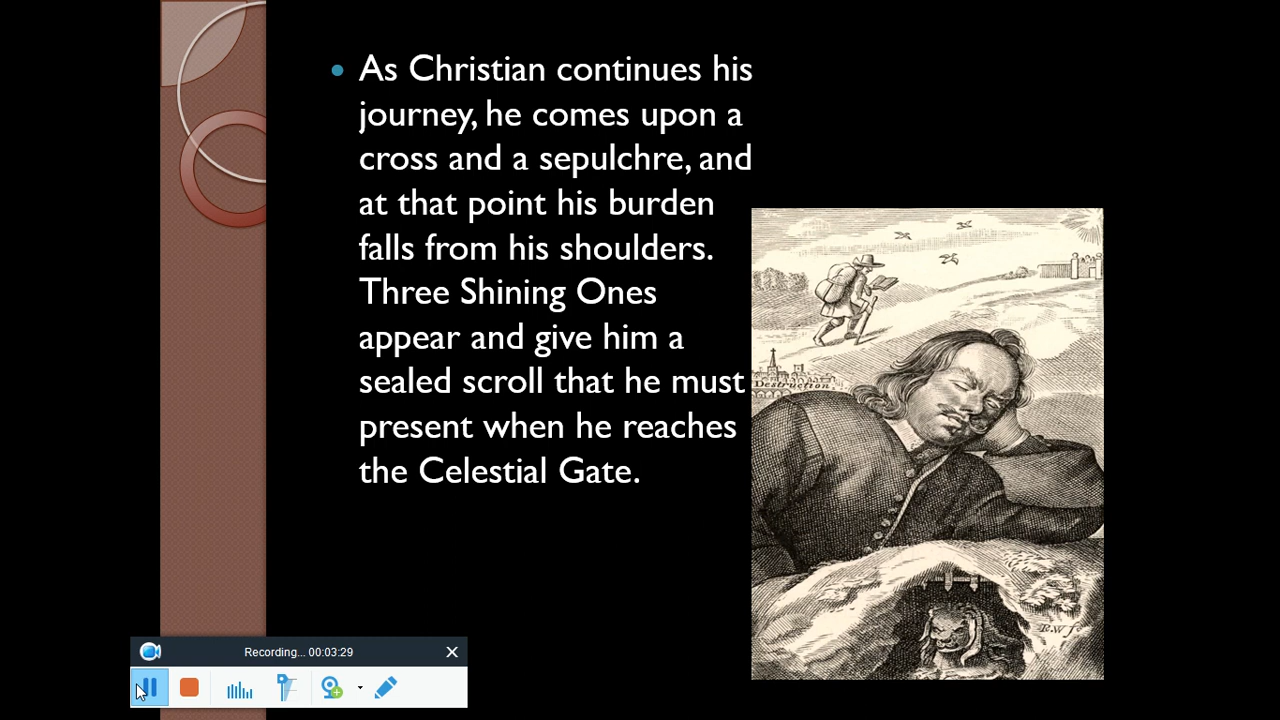 As Christian continues his
journey, he comes upon a
cross and a sepulchre, and
at that point his burden
falls from his shoulders.
Three Shining Ones
appear and give him a
sealed scroll that he must
present when he reaches
the Celestial Gate.
Destruction
R.W fe
Recording... 00:03:29